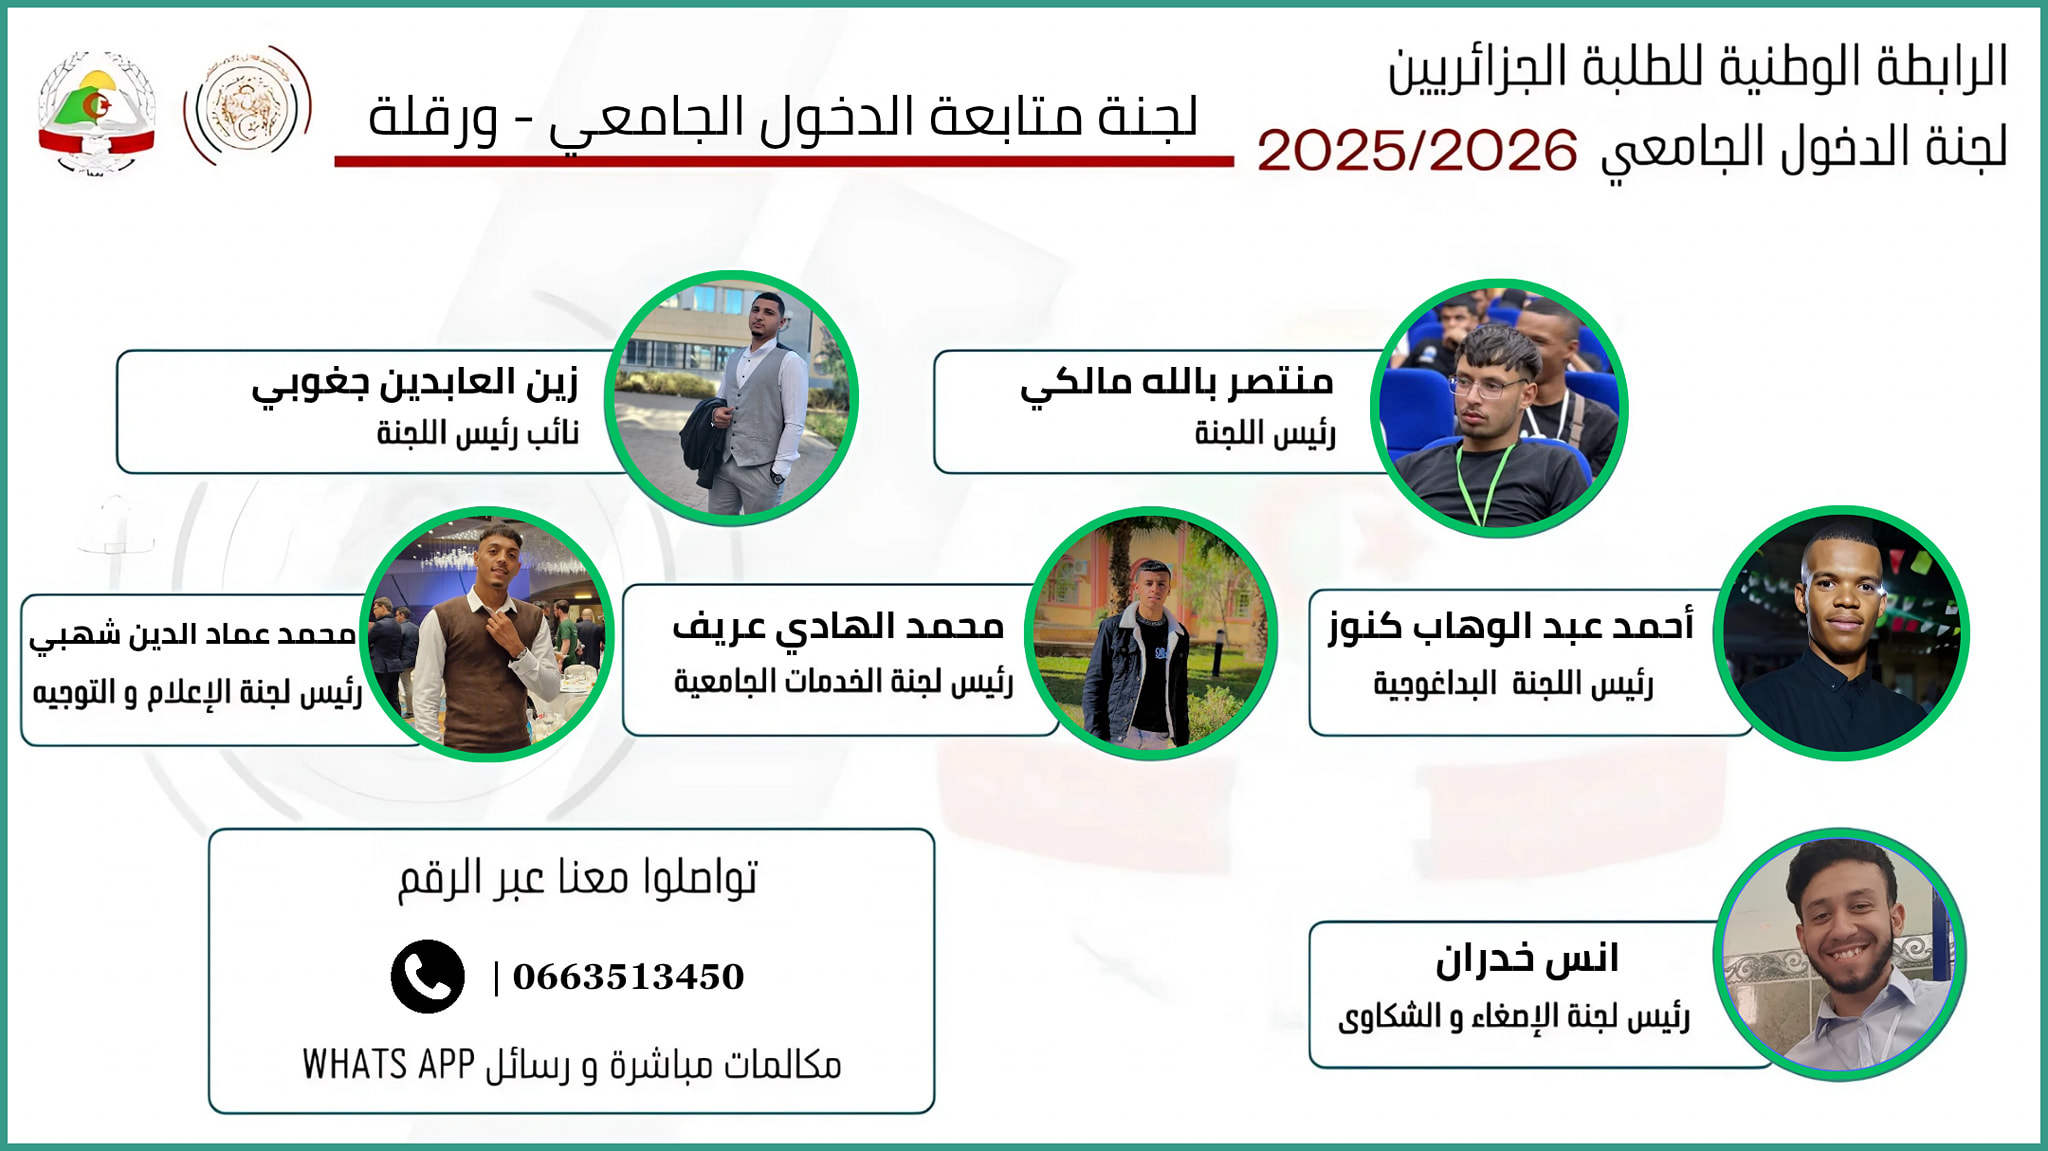 الرابطة الوطنية للطلبة الجزائريين
لجنة الدخول الجامعي 2025/2026
لجنة متابعة الدخول الجامعي - ورقلة
منتصر بالله مالكي
رئيس اللجنة
زين العابدين جغوبي
نائب رئيس اللجنة
أحمد عبد الوهاب كنوز
رئيس اللجنة البداغوجية
محمد الهادي عريف
رئيس لجنة الخدمات الجامعية
محمد عماد الدين شهبي
رئيس لجنة الإعلام و التوجيه
انس خدران
رئيس لجنة الإصغاء و الشكاوى
تواصلوا معنا عبر الرقم
| 0663513450
مكالمات مباشرة و رسائل WHATS APP